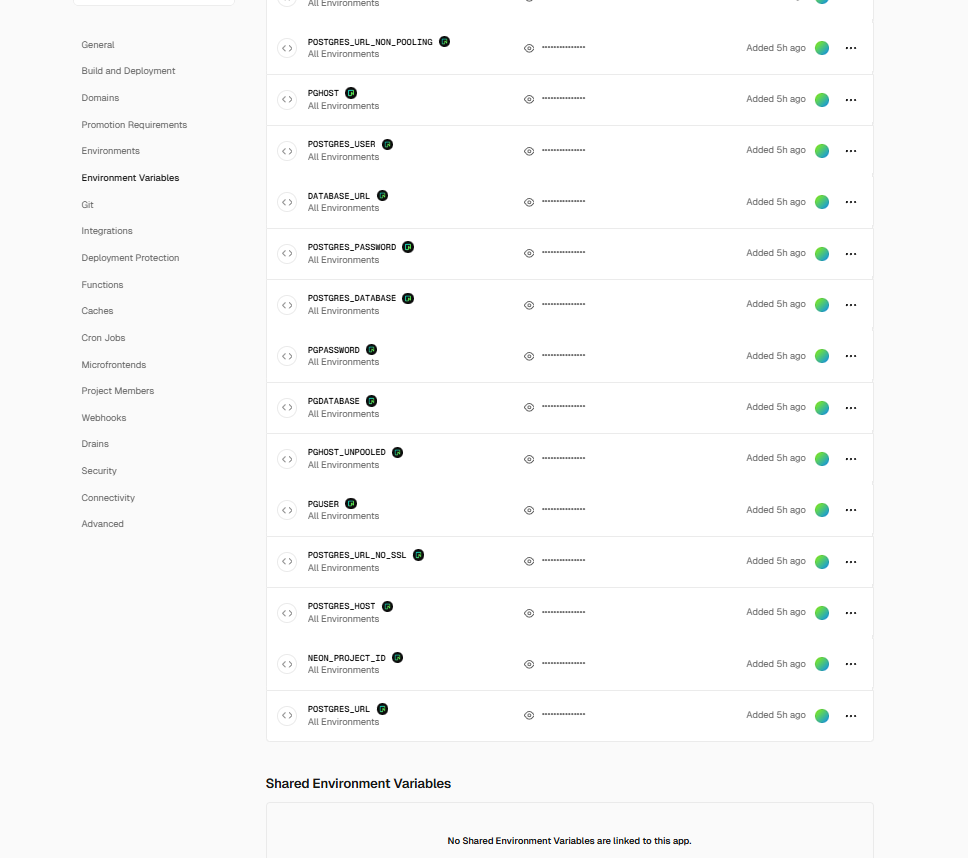 All Environments
General
Build and Deployment
Domains
Promotion Requirements
Environments
Environment Variables
Git
Integrations
Deployment Protection
Functions
Caches
Cron Jobs
Microfrontends
Project Members
Webhooks
Drains
Security
Connectivity
Advanced
POSTGRES_URL_NON_POOLING
All Environments
••••••••••••••• Added 5h ago
PGHOST
All Environments
••••••••••••••• Added 5h ago
POSTGRES_USER
All Environments
••••••••••••••• Added 5h ago
DATABASE_URL
All Environments
••••••••••••••• Added 5h ago
POSTGRES_PASSWORD
All Environments
••••••••••••••• Added 5h ago
POSTGRES_DATABASE
All Environments
••••••••••••••• Added 5h ago
PGPASSWORD
All Environments
••••••••••••••• Added 5h ago
PGDATABASE
All Environments
••••••••••••••• Added 5h ago
PGHOST_UNPOOLED
All Environments
••••••••••••••• Added 5h ago
PGUSER
All Environments
••••••••••••••• Added 5h ago
POSTGRES_URL_NO_SSL
All Environments
••••••••••••••• Added 5h ago
POSTGRES_HOST
All Environments
••••••••••••••• Added 5h ago
NEON_PROJECT_ID
All Environments
••••••••••••••• Added 5h ago
POSTGRES_URL
All Environments
••••••••••••••• Added 5h ago
Shared Environment Variables
No Shared Environment Variables are linked to this app.